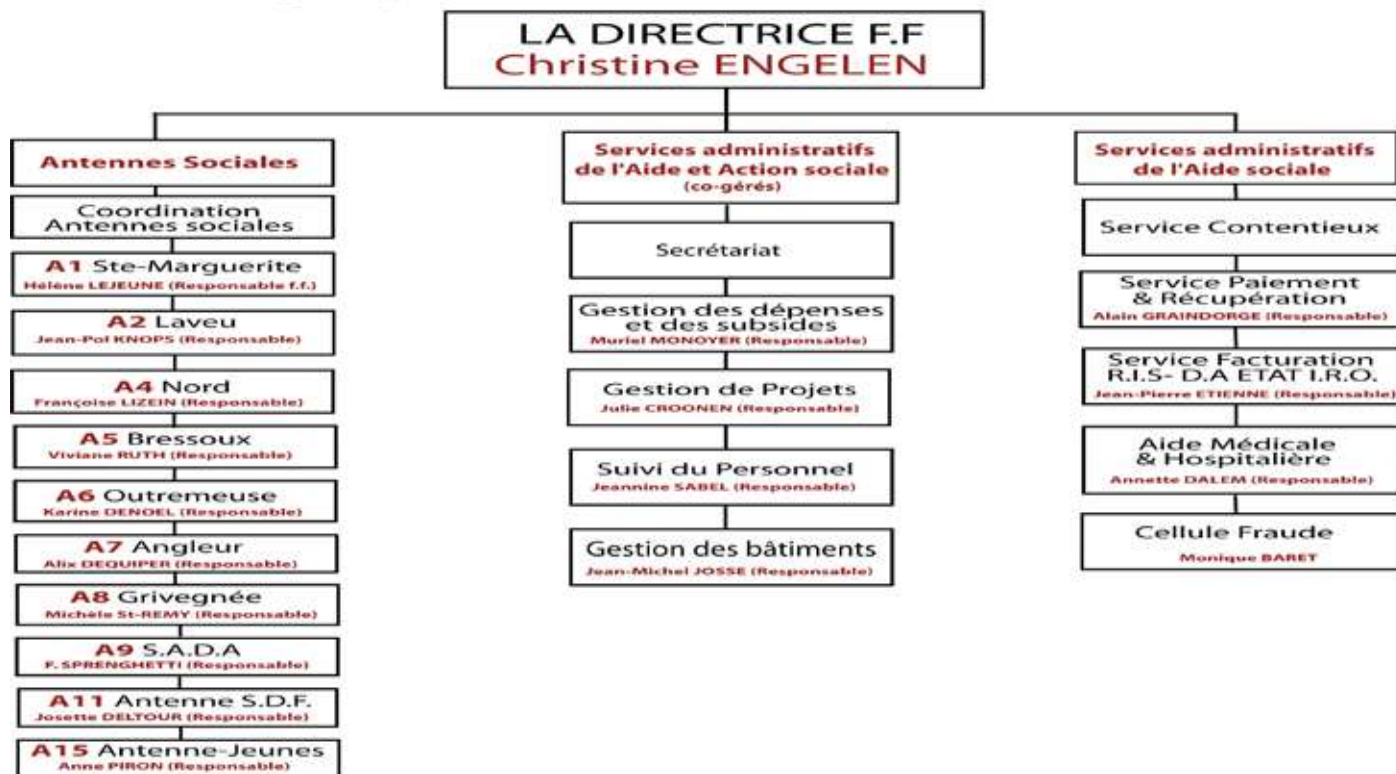 LA DIRECTRICE F.F
Christine ENGELEN
Antennes Sociales
Coordination
Antennes sociales
A1 Ste-Marguerite
Hélène LEJEUNE (Responsable f.f.)
A2 Laveu
Jean-Pol KNOPS (Responsable)
A4 Nord
Françoise LIZEIN (Responsable)
A5 Bressoux
Viviane RUTH (Responsable)
A6 Outremeuse
Karine DENOEL (Responsable)
A7 Angleur
Alix DEQUIPER (Responsable)
A8 Grivegnée
Michèle St-REMY (Responsable)
A9 S.A.D.A
F. SPRENGHETTI (Responsable)
A11 Antenne S.D.F.
Josette DELTOUR (Responsable)
A15 Antenne-Jeunes
Anne PIRON (Responsable)
Services administratifs
de l'Aide et Action sociale
(co-gérés)
Secrétariat
Gestion des dépenses
et des subsides
Muriel MONOYER (Responsable)
Gestion de Projets
Julie CROONEN (Responsable)
Suivi du Personnel
Jeannine SABEL (Responsable)
Gestion des bâtiments
Jean-Michel JOSSE (Responsable)
Services administratifs
de l'Aide sociale
Service Contentieux
Service Paiement
& Récupération
Alain GRAINDORGE (Responsable)
Service Facturation
R.I.S- D.A ETAT I.R.O.
Jean-Pierre ETIENNE (Responsable)
Aide Médicale
& Hospitalière
Annette DALEM (Responsable)
Cellule Fraude
Monique BARET